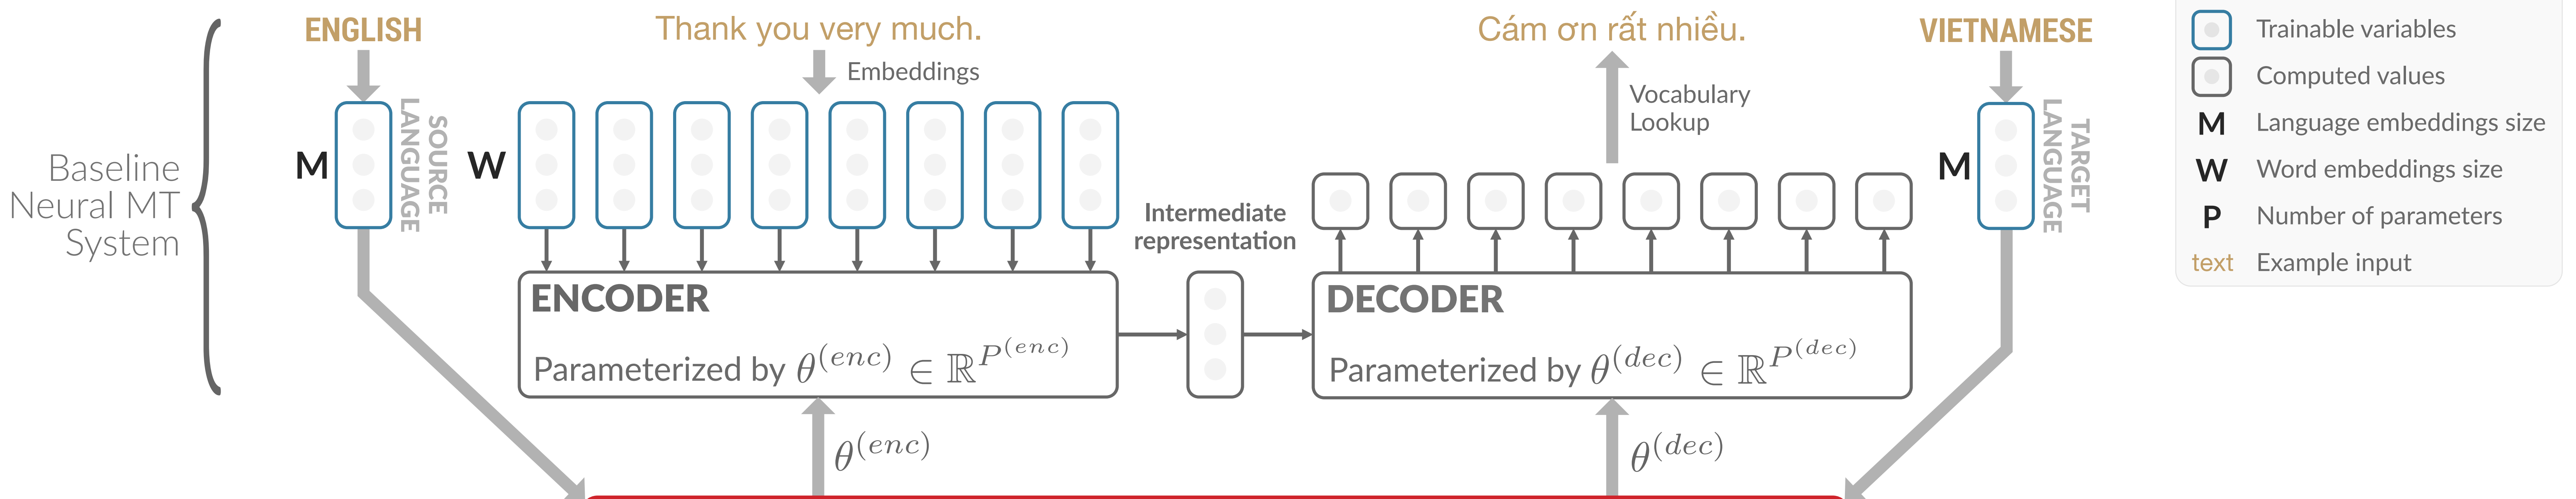 ENGLISH
Thank you very much.
Cám ơn rất nhiều.
VIETNAMESE
Embeddings
Vocabulary
Lookup
Baseline
Neural MT
System
M
SOURCE
LANGUAGE
W
Intermediate
representation
M
TARGET
LANGUAGE
ENCODER
Parameterized by θ^(enc) ∈ ℝ^P^(enc)
DECODER
Parameterized by θ^(dec) ∈ ℝ^P^(dec)
θ^(enc)
θ^(dec)
Trainable variables
Computed values
M Language embeddings size
W Word embeddings size
P Number of parameters
text Example input